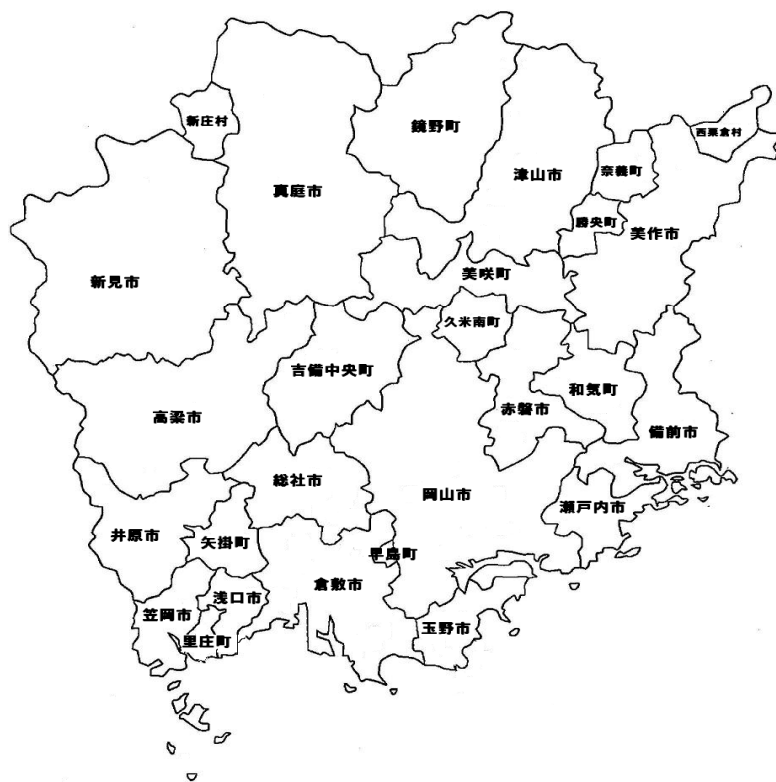 新庄村
鏡野町
西粟倉村
真庭市
津山市
奈義町
勝央町
美作市
新見市
美咲町
久米南町
吉備中央町
和気町
高梁市
赤磐市
備前市
総社市
岡山市
瀬戸内市
井原市
矢掛町
早島町
倉敷市
浅口市
笠岡市
玉野市
里庄町